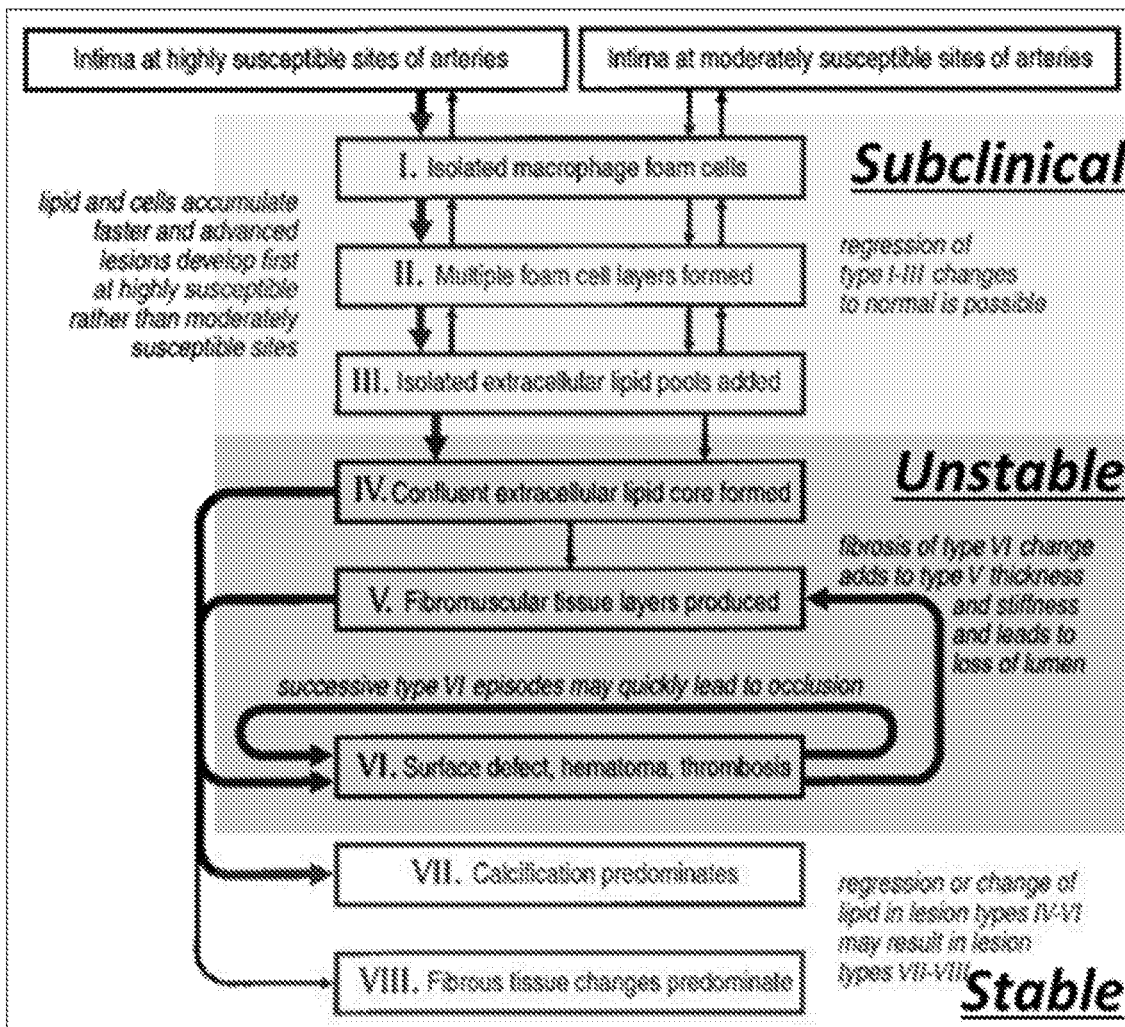 Intima at highly susceptible sites of arteries
Intima at moderately susceptible sites of arteries
I. Isolated macrophage foam cells
Subclinical
lipid and cells accumulate
faster and advanced
lesions develop first
at highly susceptible
rather than moderately
susceptible sites
II. Multiple foam cell layers formed
regression of
type I-III changes
to normal is possible
III. Isolated extracellular lipid pools added
Unstable
IV. Confluent extracellular lipid core formed
V. Fibromuscular tissue layers produced
fibrosis of type VI change
adds to type V thickness
and stiffness
and leads to
loss of lumen
successive type VI episodes may quickly lead to occlusion
VI. Surface defect, hematoma, thrombosis
VII. Calcification predominates
regression or change of
lipid in lesion types IV-VI
may result in lesion
types VII-VIII
VIII. Fibrous tissue changes predominate
Stable